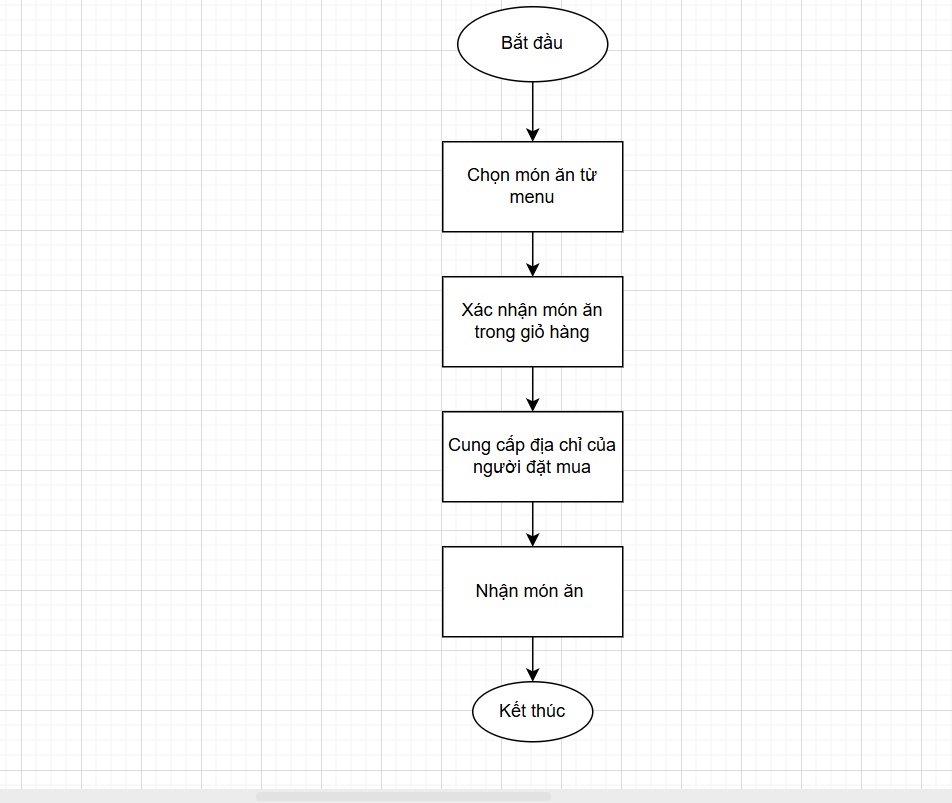 Bắt đầu
Chọn món ăn từ
menu
Xác nhận món ăn
trong giỏ hàng
Cung cấp địa chỉ của
người đặt mua
Nhận món ăn
Kết thúc